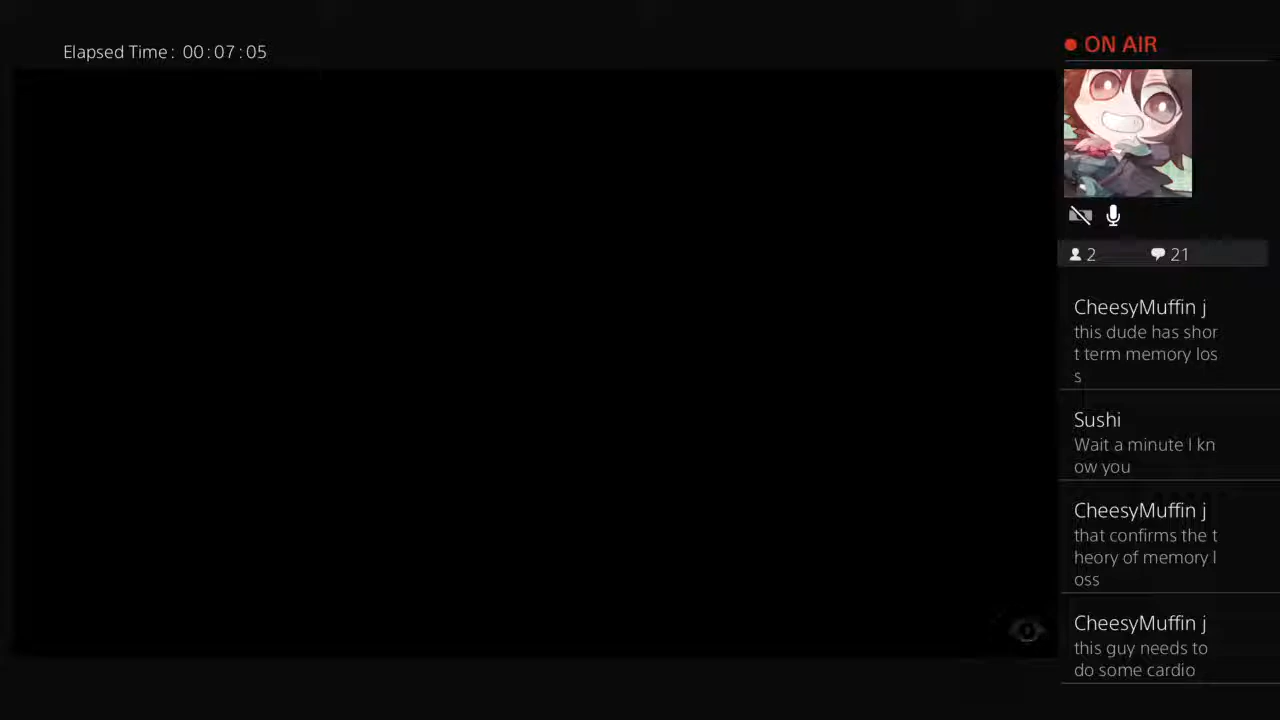 Elapsed Time: 00:07:05
ON AIR
2 21
CheesyMuffin j
this dude has shor
t term memory los
s
Sushi
Wait a minute I kn
ow you
CheesyMuffin j
that confirms the t
heory of memory l
oss
CheesyMuffin j
this guy needs to
do some cardio